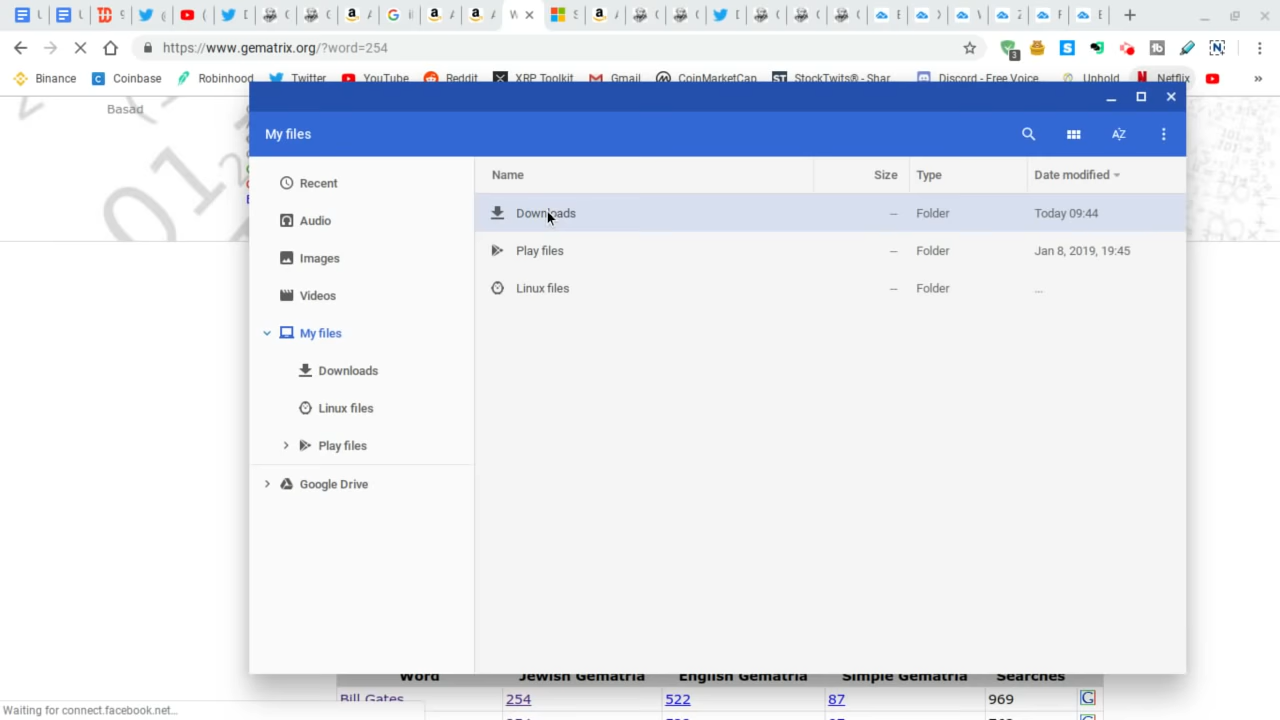 https://www.gematrix.org/?word=254
3
Binance Coinbase Robinhood Twitter YouTube Reddit XRP Toolkit Gmail CoinMarketCap StockTwits® - Shar Discord - Free Voice Uphold Netflix »
Basad
My files
Name Size Type Date modified
Recent
Audio
Images
Videos
My files
Downloads
Linux files
Play files
Google Drive
Downloads -- Folder Today 09:44
Play files -- Folder Jan 8, 2019, 19:45
Linux files -- Folder ...
Word Jewish Gematria English Gematria Simple Gematria Searches
Bill Gates 254 522 87 969 G
Waiting for connect.facebook.net...